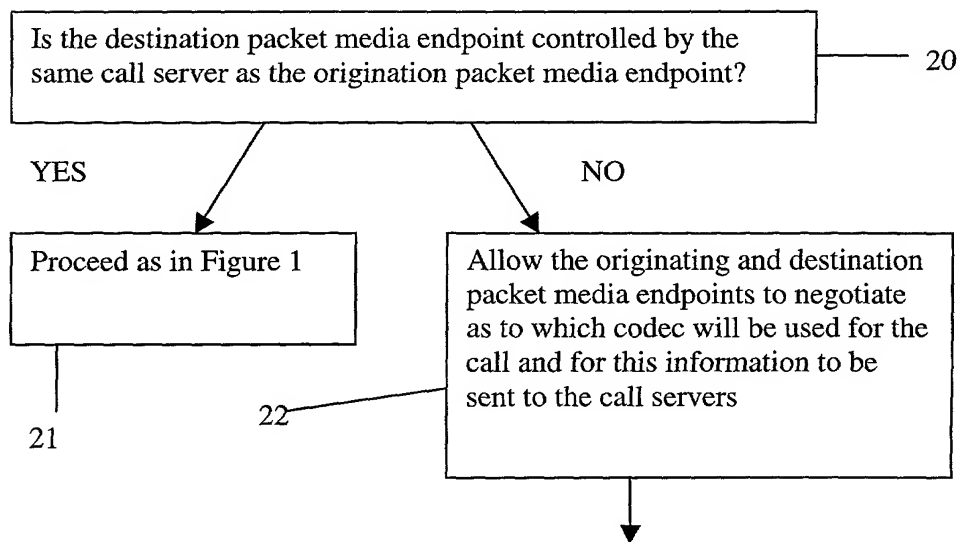 Is the destination packet media endpoint controlled by the
same call server as the origination packet media endpoint?
20
YES
NO
Proceed as in Figure 1
Allow the originating and destination
packet media endpoints to negotiate
as to which codec will be used for the
call and for this information to be
sent to the call servers
22
21